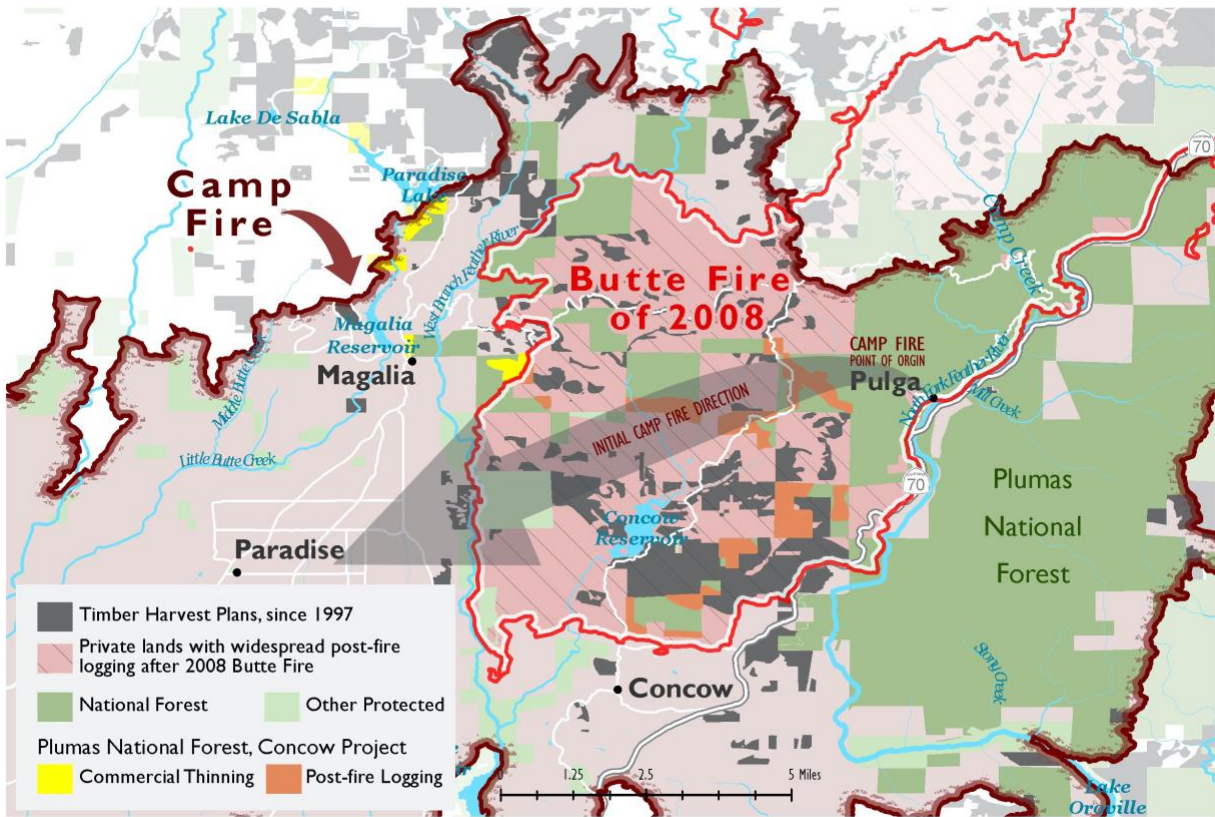 Lake De Sabla
Paradise
Lake
Camp
Fire
70
Camp Creek
West Branch Feather River
Butte Fire
of 2008
Magalia
Reservoir
Magalia
CAMP FIRE
POINT OF ORGIN
Pulga
North Fork Feather River
Mill Creek
Middle Butte Creek
INITIAL CAMP FIRE DIRECTION
Little Butte Creek
70
Plumas
National
Forest
Concow
Reservoir
Paradise
Stony Creek
Concow
Timber Harvest Plans, since 1997
Private lands with widespread post-fire
logging after 2008 Butte Fire
National Forest
Other Protected
Plumas National Forest, Concow Project
Commercial Thinning
Post-fire Logging
0 1.25 2.5 5 Miles
Lake
Oroville